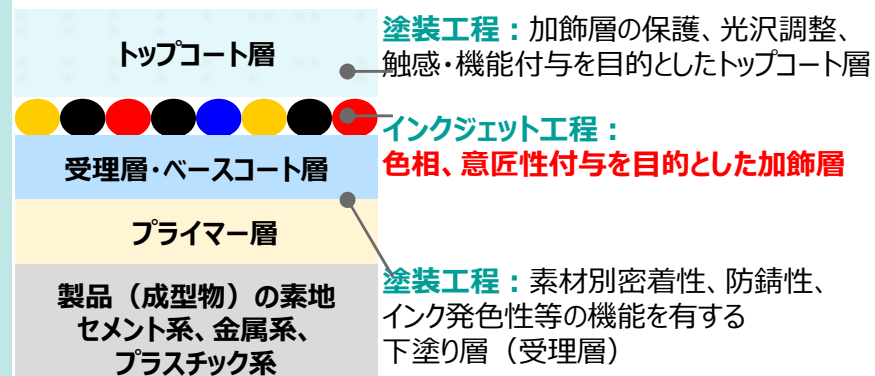 トップコート層
受理層・ベースコート層
プライマー層
製品（成型物）の素地
セメント系、金属系、
プラスチック系
塗装工程：加飾層の保護、光沢調整、
触感・機能付与を目的としたトップコート層
インクジェット工程：
色相、意匠性付与を目的とした加飾層
塗装工程：素材別密着性、防錆性、
インク発色性等の機能を有する
下塗り層（受理層）